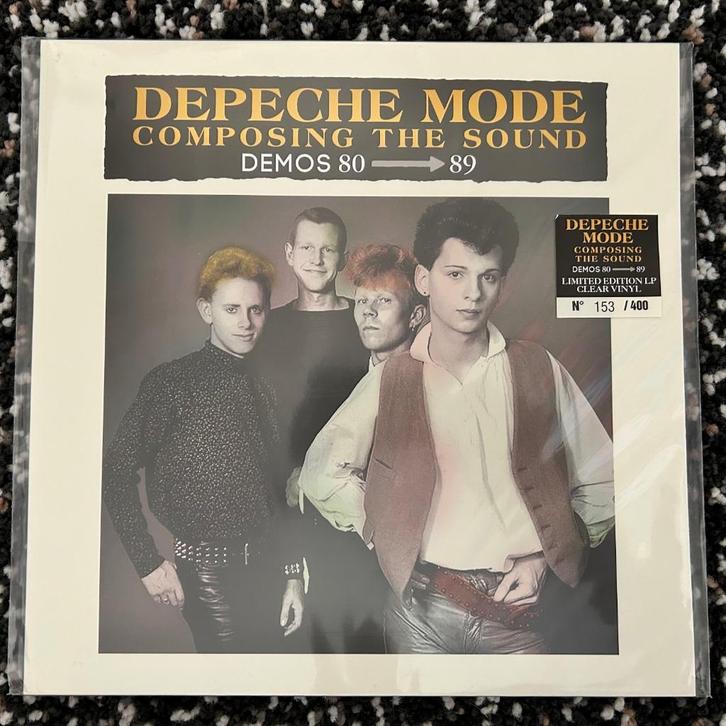 DEPECHE MODE
COMPOSING THE SOUND
DEMOS 80 → 89
DEPECHE
MODE
COMPOSING
THE SOUND
DEMOS 80 → 89
LIMITED EDITION LP
CLEAR VINYL
N° 153 /400